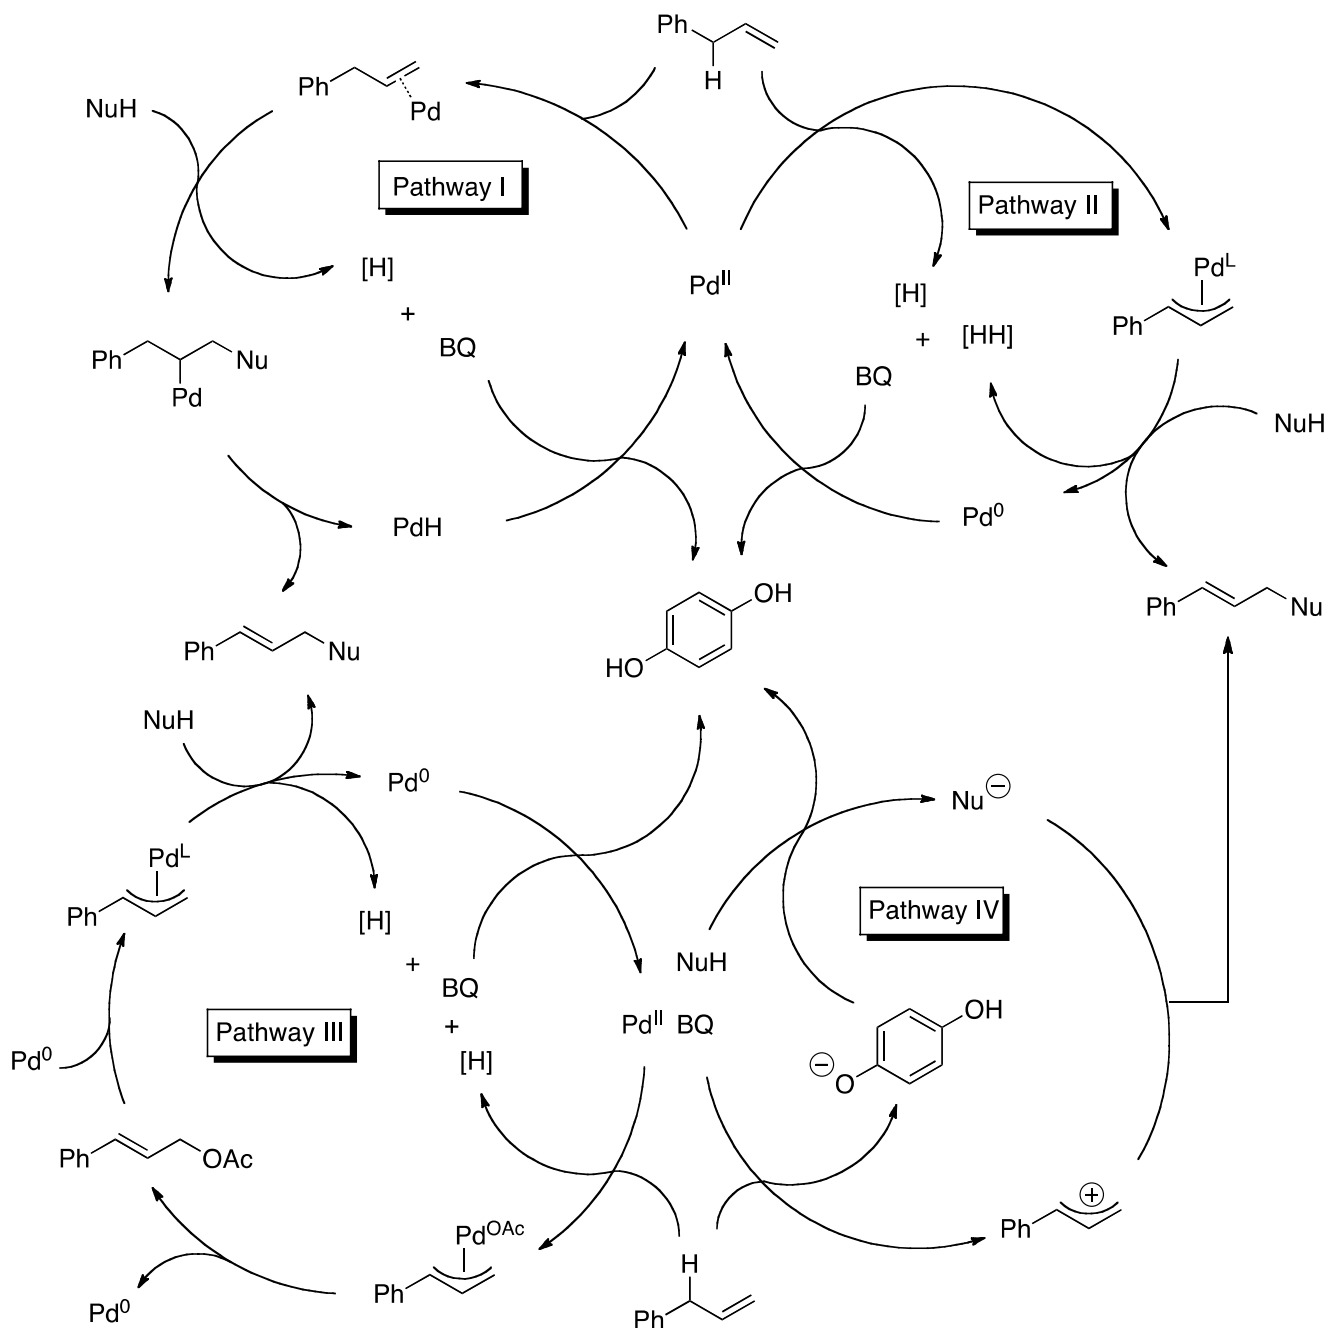 Ph
H
Ph
Pd
NuH
Pathway I
Pathway II
Pd^L
Ph
[H]
Pd^II
[H]
+
+
[HH]
BQ
BQ
Ph
Nu
Pd
NuH
PdH
Pd^0
OH
HO
Ph
Nu
Ph
Nu
NuH
Pd^0
Nu⊖
Pd^L
Ph
[H]
Pathway IV
+
BQ
NuH
Pathway III
+
Pd^II BQ
OH
⊖
O
Pd^0
[H]
Ph
OAc
⊕
Ph
Pd^OAc
Ph
H
Pd^0
Ph